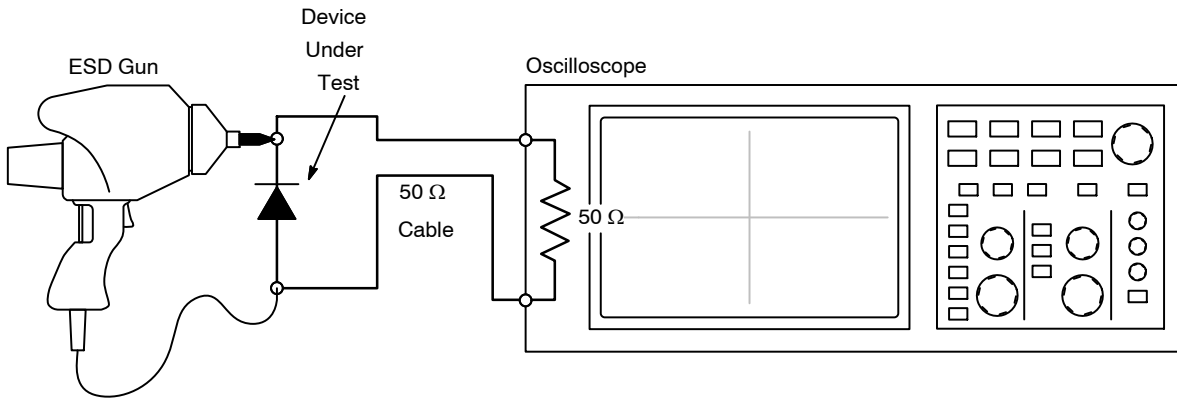 Device
Under
Test
ESD Gun
Oscilloscope
50 Ω
Cable
50 Ω